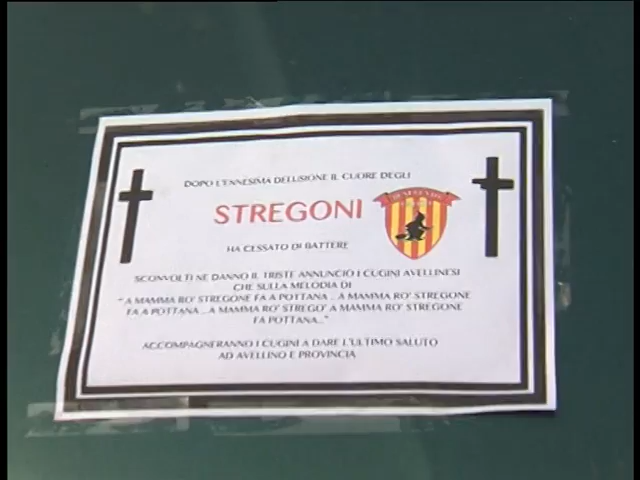 DOPO L'ENNESIMA DELUSIONE IL CUORE DEGLI
STREGONI
BENEVENTO
HA CESSATO DI BATTERE
SCONVOLTI NE DANNO IL TRISTE ANNUNCIO I CUGINI AVELLINESI
CHE SULLA MELODIA DI
" A MAMMA RO' STREGONE FA A POTTANA .. A MAMMA RO' STREGONE
FA A POTTANA .. A MAMMA RO' STREGO' A MAMMA RO' STREGONE
FA POTTANA..."
ACCOMPAGNERANNO I CUGINI A DARE L'ULTIMO SALUTO
AD AVELLINO E PROVINCIA